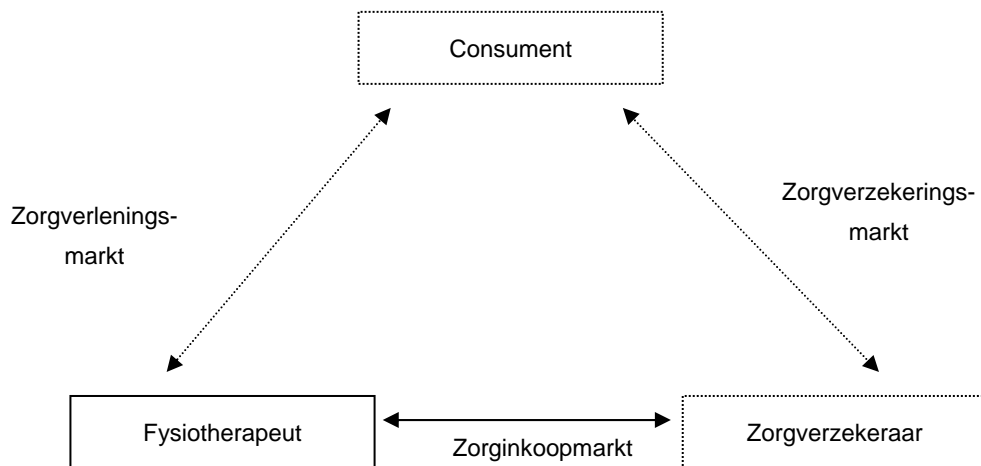 Consument
Zorgverlenings-
markt
Zorgverzekerings-
markt
Fysiotherapeut
Zorginkoopmarkt
Zorgverzekeraar